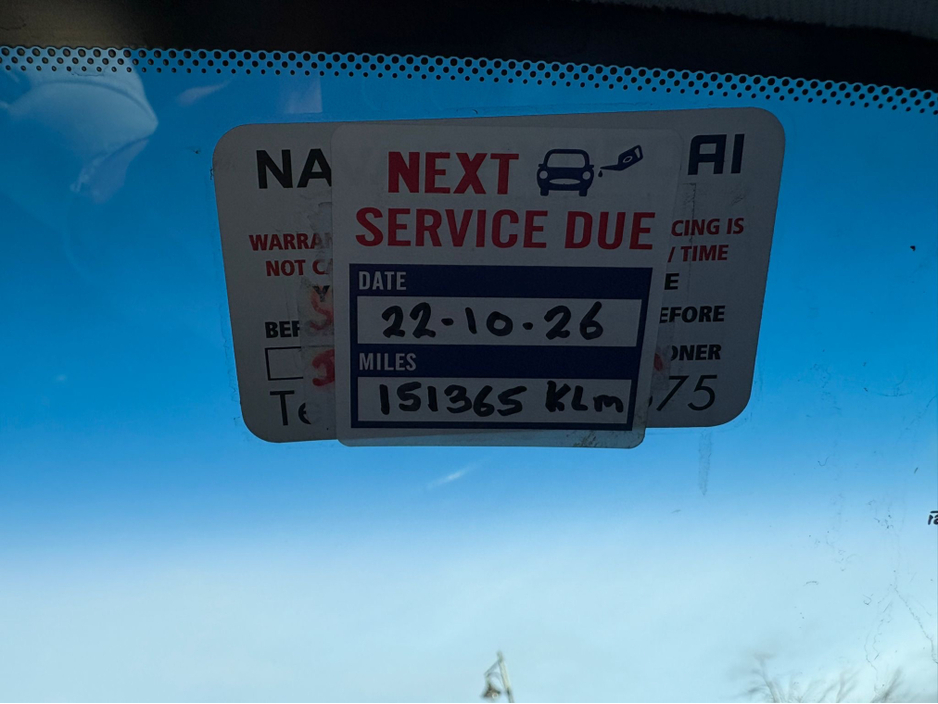 NA
AI
NEXT
SERVICE DUE
WARRA
CING IS
NOT C
/ TIME
DATE
E
22-10-26
BEF
EFORE
MILES
ONER
151365 KLm
Te
75